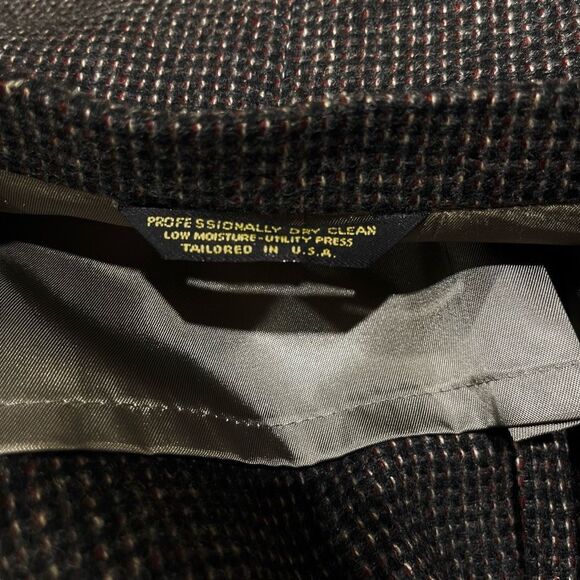 PROFESSIONALLY DRY CLEAN
LOW MOISTURE-UTILITY PRESS
TAILORED IN U.S.A.